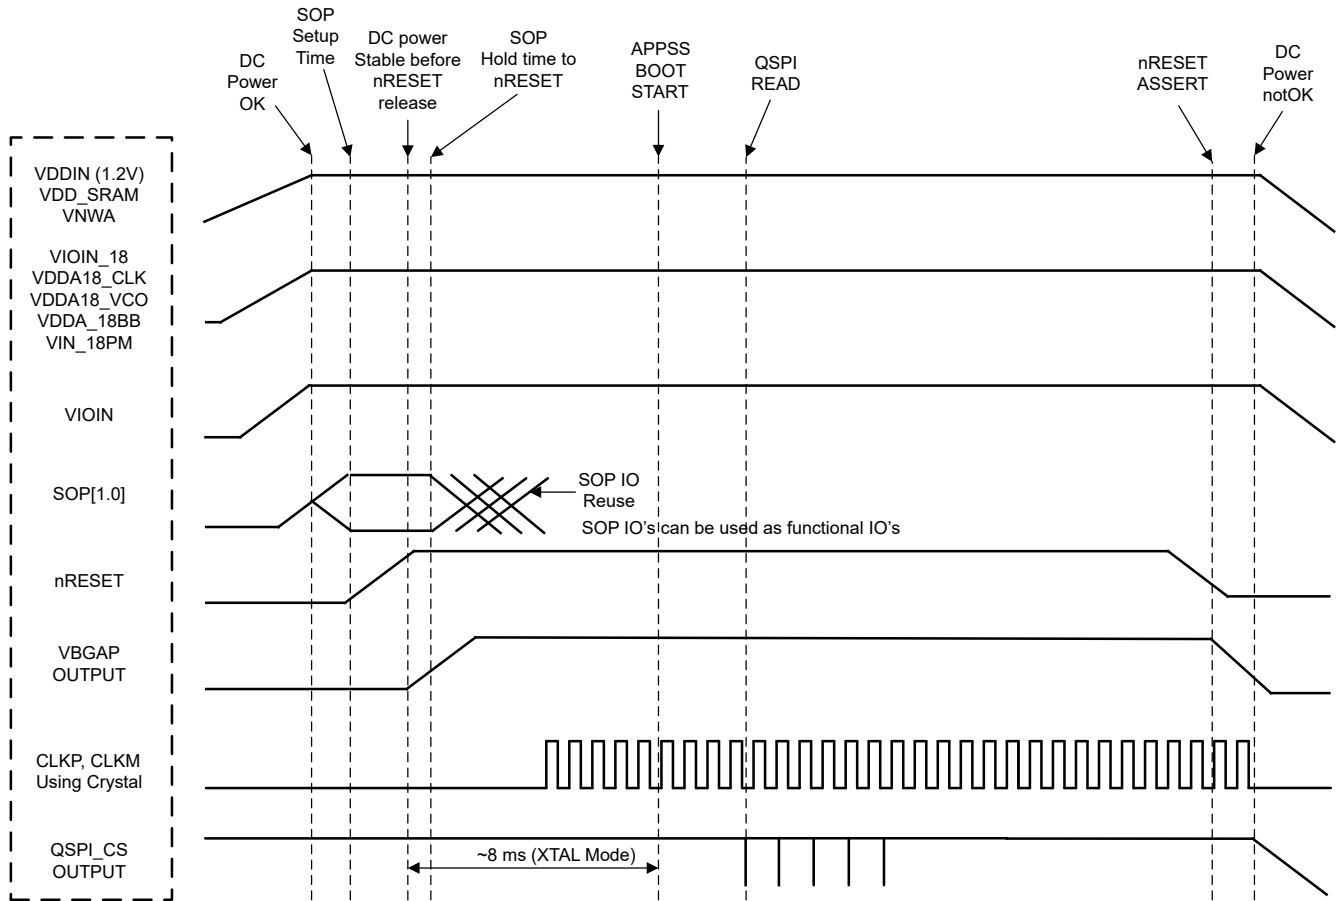 SOP
Setup
Time
DC
Power
OK
DC power
Stable before
nRESET
release
SOP
Hold time to
nRESET
APPSS
BOOT
START
QSPI
READ
nRESET
ASSERT
DC
Power
notOK
VDDIN (1.2V)
VDD_SRAM
VNWA
VIOIN_18
VDDA18_CLK
VDDA18_VCO
VDDA_18BB
VIN_18PM
VIOIN
SOP[1.0]
SOP IO
Reuse
SOP IO's can be used as functional IO's
nRESET
VBGAP
OUTPUT
CLKP, CLKM
Using Crystal
QSPI_CS
OUTPUT
~8 ms (XTAL Mode)